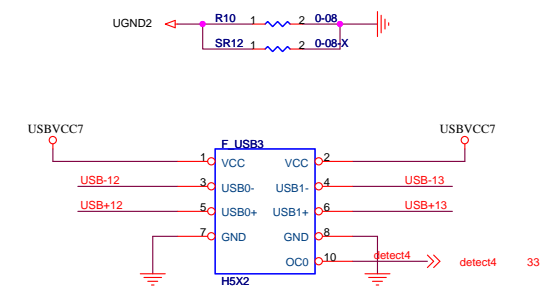 R10 1 2 0-08
UGND2
SR12 1 2 0-08-X
USBVCC7 USBVCC7
F_USB3
1 VCC VCC 2
USB-12 3 USB0- USB1- 4 USB-13
USB+12 5 USB0+ USB1+ 6 USB+13
7 GND GND 8
OC0 10 detect4 detect4 33
H5X2